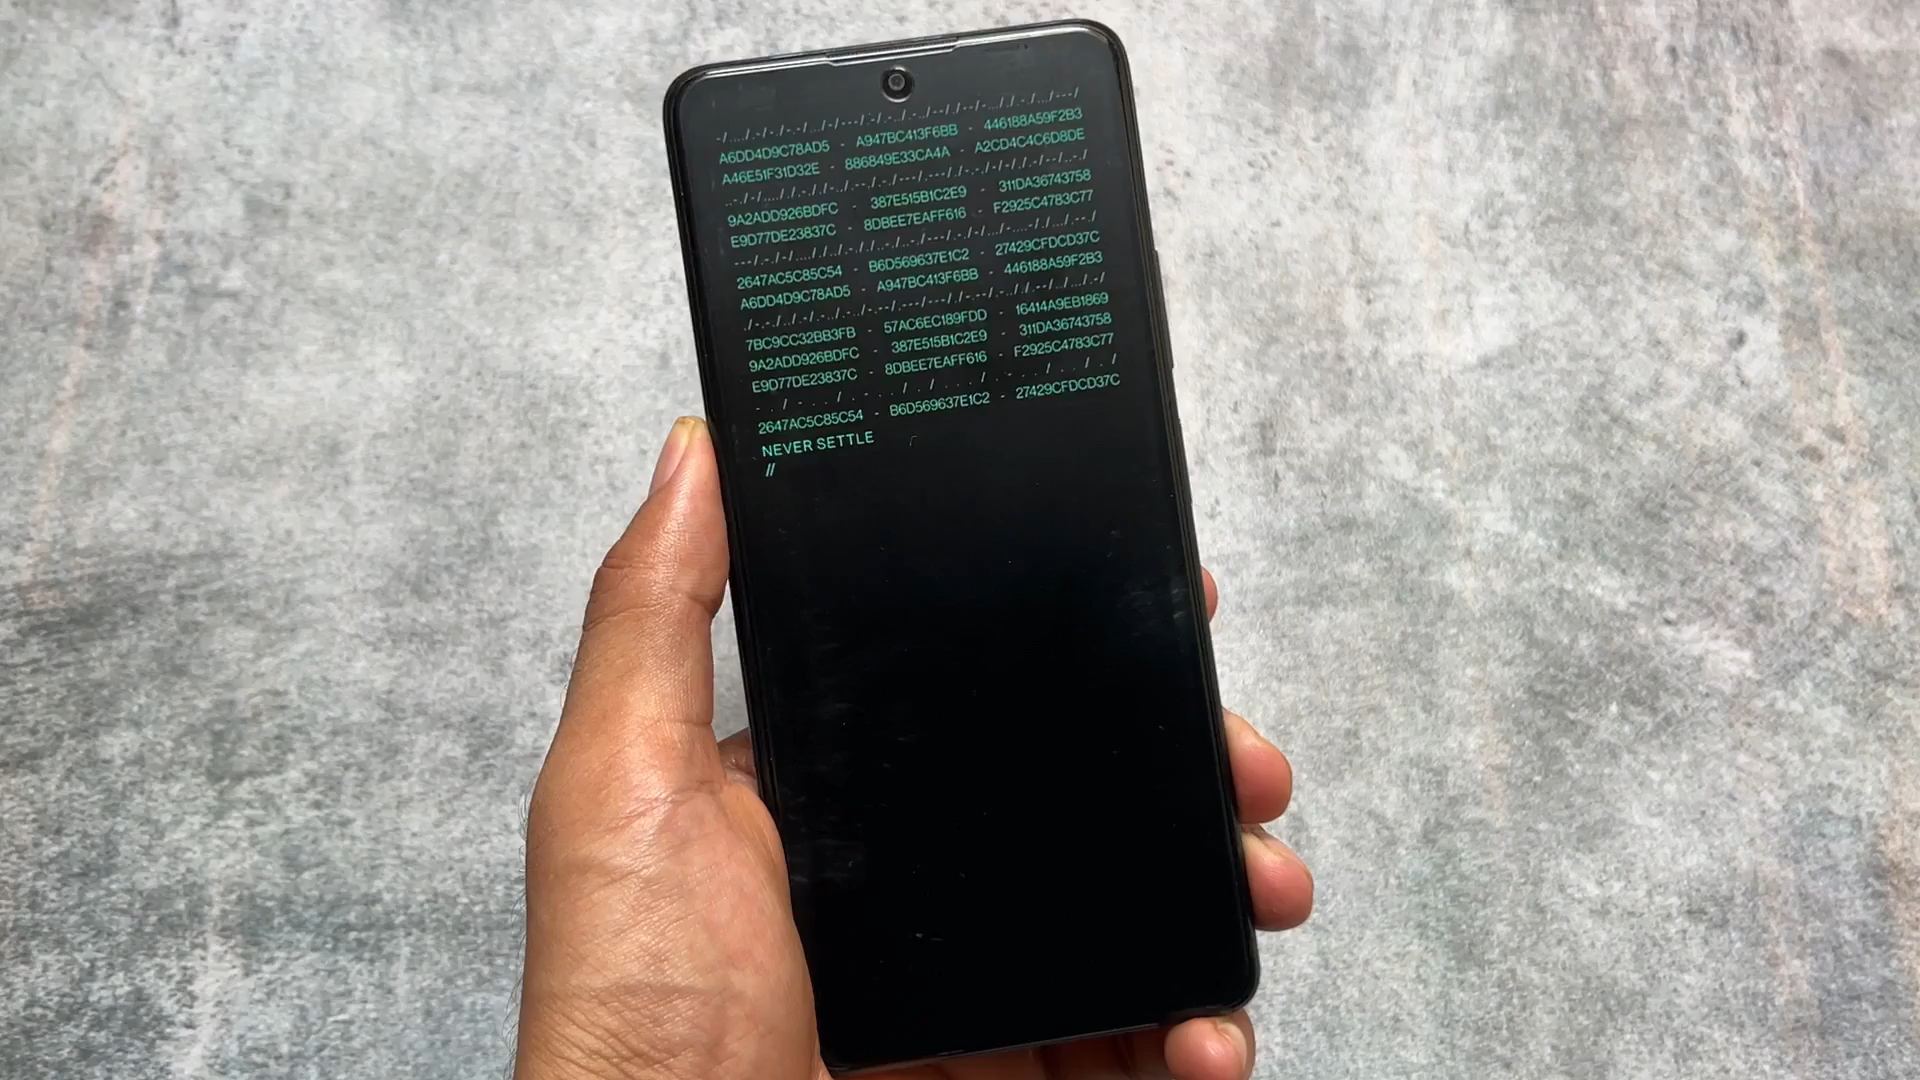 A6DD4D9C78AD5 - A947BC413F6BB - 446188A59F2B3
A46E51F31D32E - 886849E33CA4A - A2CD4C4C6D8DE
9A2ADD926BDFC - 387E515B1C2E9 - 311DA36743758
E9D77DE23837C - 8DBEE7EAFF616 - F2925C4783C77
2647AC5C85C54 - B6D569637E1C2 - 27429CFDCD37C
A6DD4D9C78AD5 - A947BC413F6BB - 446188A59F2B3
7BC9CC32BB3FB - 57AC6EC189FDD - 16414A9EB1869
9A2ADD926BDFC - 387E515B1C2E9 - 311DA36743758
E9D77DE23837C - 8DBEE7EAFF616 - F2925C4783C77
2647AC5C85C54 - B6D569637E1C2 - 27429CFDCD37C
NEVER SETTLE
//